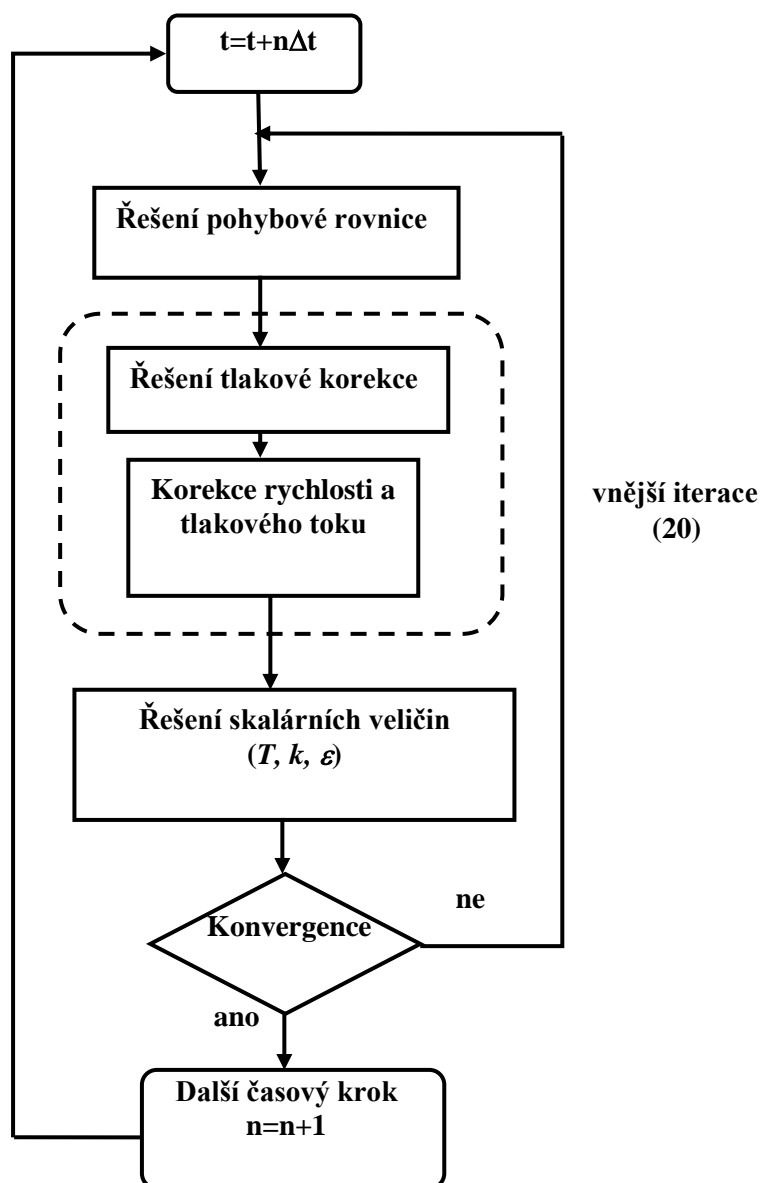 t=t+nΔt
Řešení pohybové rovnice
Řešení tlakové korekce
Korekce rychlosti a
tlakového toku
vnější iterace
(20)
Řešení skalárních veličin
(T, k, ε)
Konvergence
ne
ano
Další časový krok
n=n+1